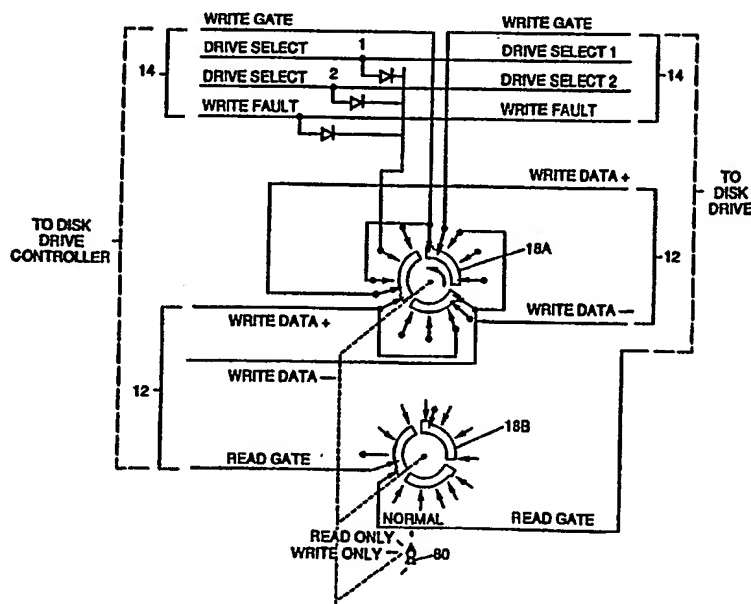 WRITE GATE
WRITE GATE
DRIVE SELECT 1
DRIVE SELECT 1
14
14
DRIVE SELECT 2
DRIVE SELECT 2
WRITE FAULT
WRITE FAULT
WRITE DATA +
TO DISK DRIVE
TO DISK
DRIVE
CONTROLLER
18A
12
WRITE DATA +
WRITE DATA —
WRITE DATA —
12
18B
READ GATE
NORMAL
READ GATE
READ ONLY
WRITE ONLY
80